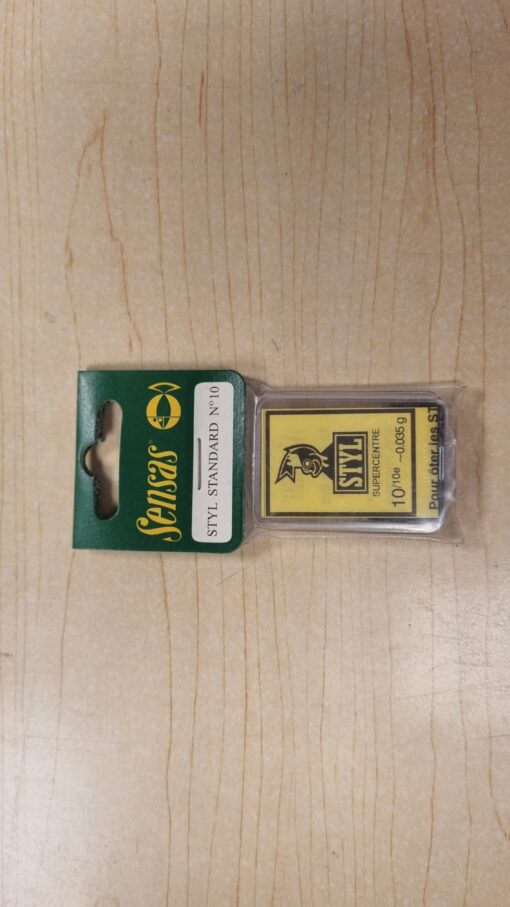 Sensas®
STYL STANDARD N°10
STYL
SUPERCENTRE
10/10e ~0.035 g
Pour ôter les ST